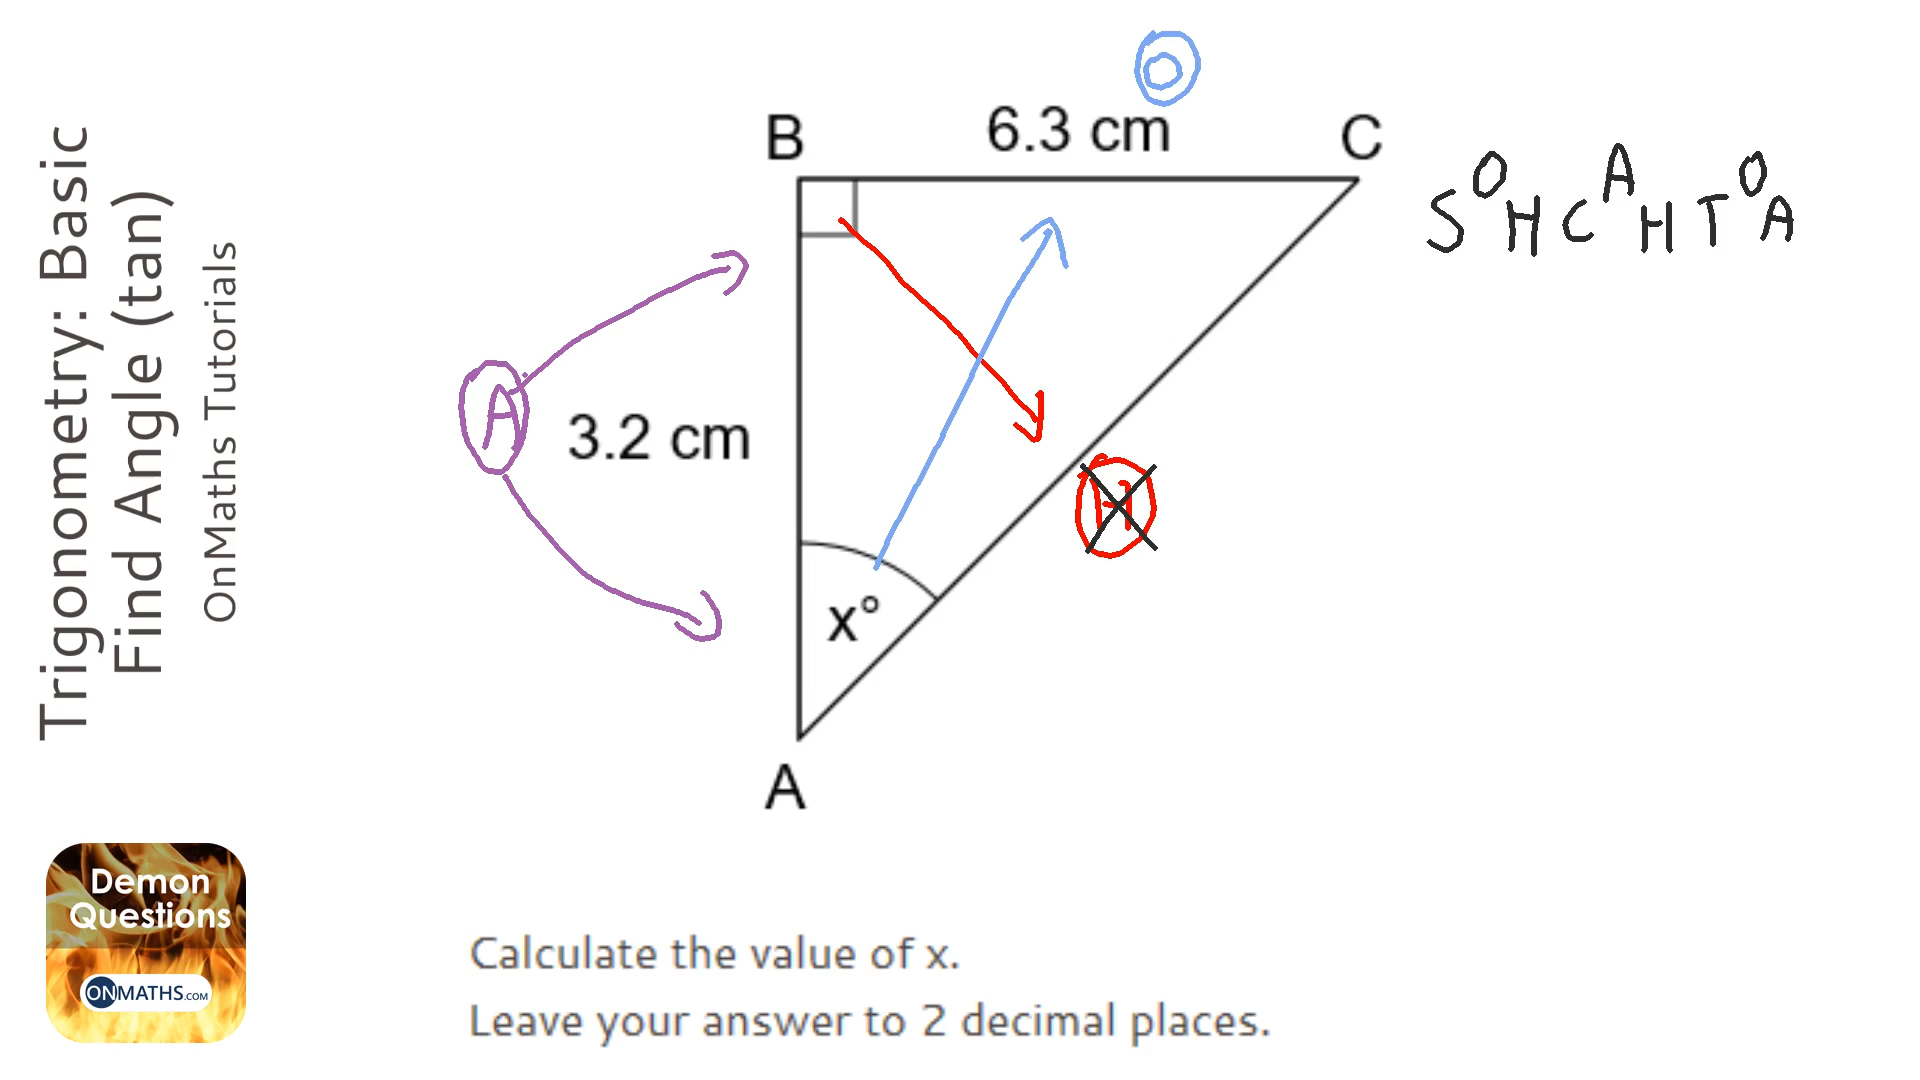 Trigonometry: Basic
Find Angle (tan)
OnMaths Tutorials
O
B
6.3 cm
C
SOHCAHTOA
A
3.2 cm
H
x°
A
Demon
Questions
ONMATHS.COM
Calculate the value of x.
Leave your answer to 2 decimal places.